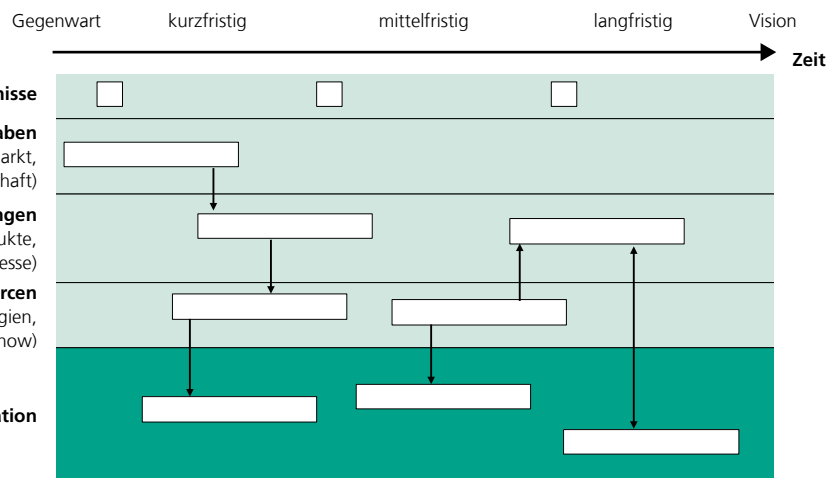 Gegenwart kurzfristig mittelfristig langfristig Vision
Zeit
nisse
aben
arkt,
haft)
ngen
ukte,
esse)
rcen
gien,
now)
ation